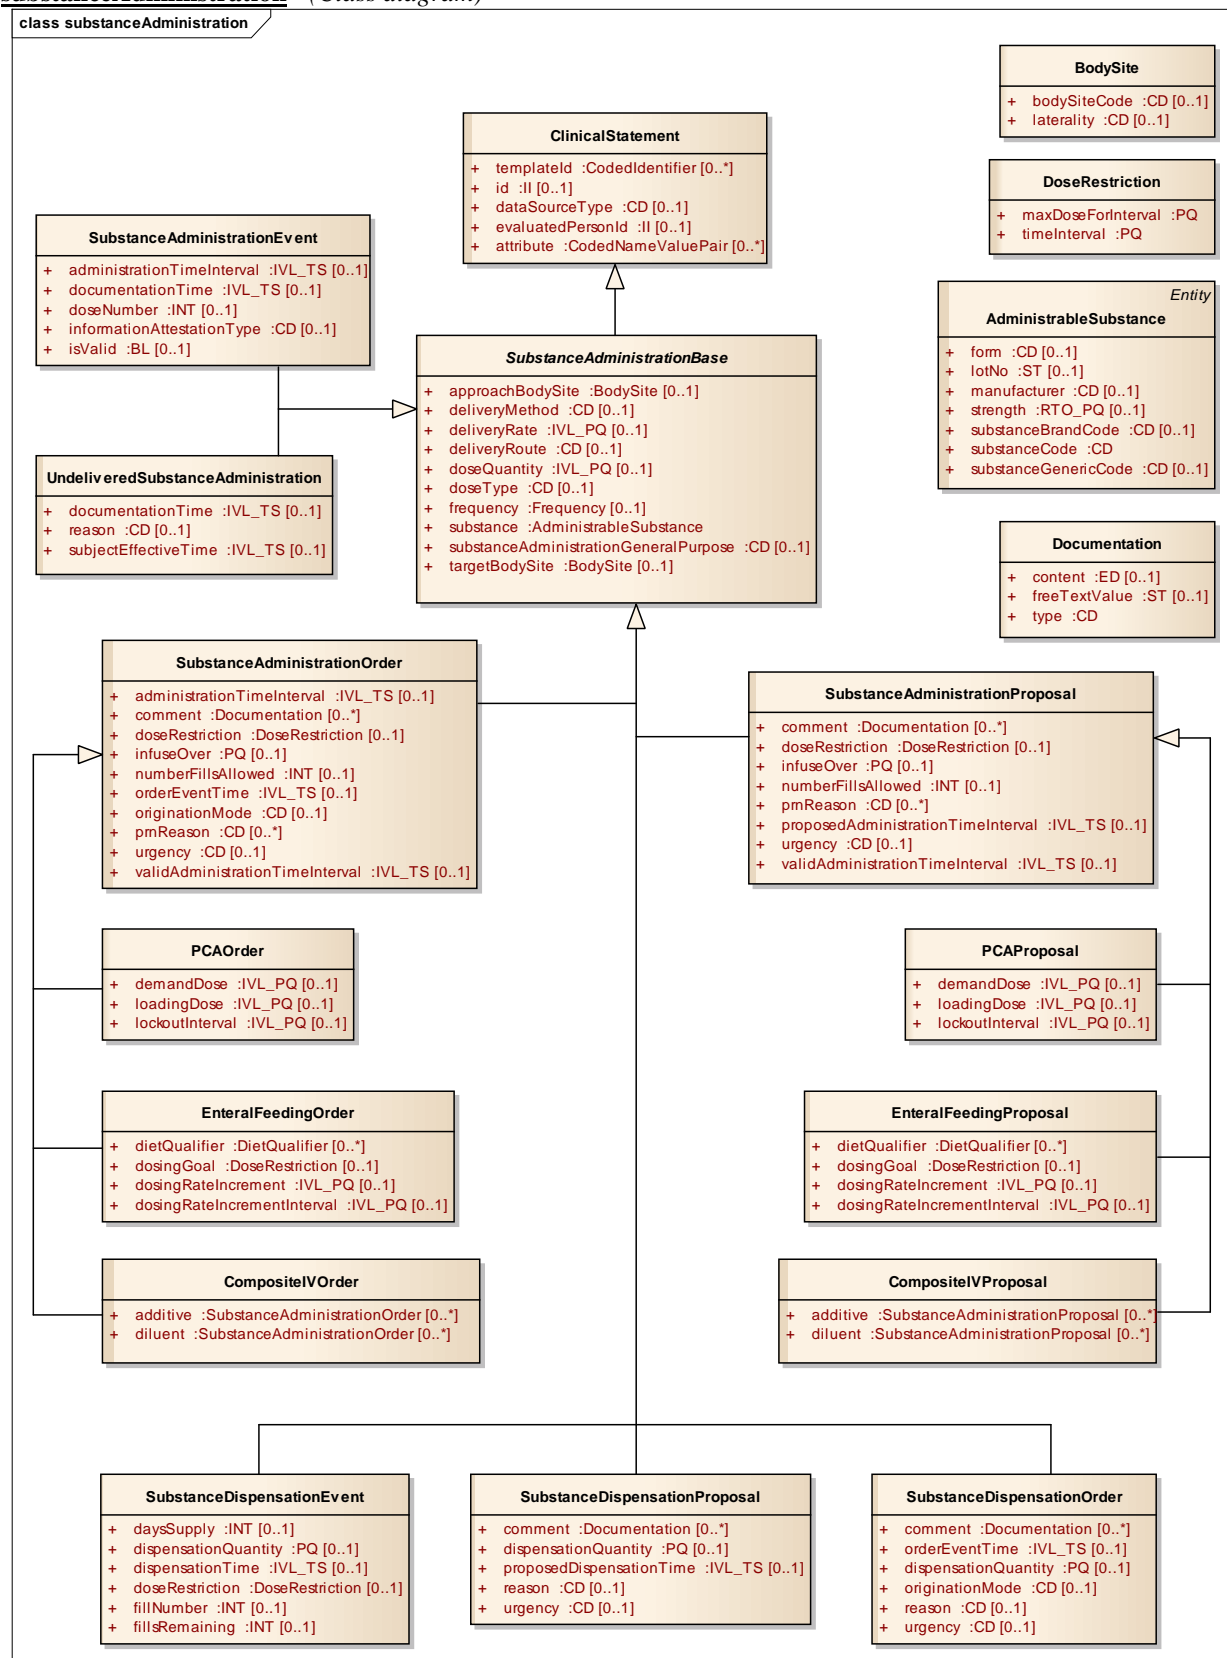 substanceAdministration (Class diagram)
class substanceAdministration
BodySite
+ bodySiteCode :CD [0..1]
+ laterality :CD [0..1]
ClinicalStatement
+ templateId :CodedIdentifier [0..*]
+ id :II [0..1]
+ dataSourceType :CD [0..1]
+ evaluatedPersonId :II [0..1]
+ attribute :CodedNameValuePair [0..*]
DoseRestriction
+ maxDoseForInterval :PQ
+ timeInterval :PQ
SubstanceAdministrationEvent
+ administrationTimeInterval :IVL_TS [0..1]
+ documentationTime :IVL_TS [0..1]
+ doseNumber :INT [0..1]
+ informationAttestationType :CD [0..1]
+ isValid :BL [0..1]
Entity
AdministrableSubstance
+ form :CD [0..1]
+ lotNo :ST [0..1]
+ manufacturer :CD [0..1]
+ strength :RTO_PQ [0..1]
+ substanceBrandCode :CD [0..1]
+ substanceCode :CD
+ substanceGenericCode :CD [0..1]
SubstanceAdministrationBase
+ approachBodySite :BodySite [0..1]
+ deliveryMethod :CD [0..1]
+ deliveryRate :IVL_PQ [0..1]
+ deliveryRoute :CD [0..1]
+ doseQuantity :IVL_PQ [0..1]
+ doseType :CD [0..1]
+ frequency :Frequency [0..1]
+ substance :AdministrableSubstance
+ substanceAdministrationGeneralPurpose :CD [0..1]
+ targetBodySite :BodySite [0..1]
UndeliveredSubstanceAdministration
+ documentationTime :IVL_TS [0..1]
+ reason :CD [0..1]
+ subjectEffectiveTime :IVL_TS [0..1]
Documentation
+ content :ED [0..1]
+ freeTextValue :ST [0..1]
+ type :CD
SubstanceAdministrationOrder
+ administrationTimeInterval :IVL_TS [0..1]
+ comment :Documentation [0..*]
+ doseRestriction :DoseRestriction [0..1]
+ infuseOver :PQ [0..1]
+ numberFillsAllowed :INT [0..1]
+ orderEventTime :IVL_TS [0..1]
+ originationMode :CD [0..1]
+ prnReason :CD [0..*]
+ urgency :CD [0..1]
+ validAdministrationTimeInterval :IVL_TS [0..1]
SubstanceAdministrationProposal
+ comment :Documentation [0..*]
+ doseRestriction :DoseRestriction [0..1]
+ infuseOver :PQ [0..1]
+ numberFillsAllowed :INT [0..1]
+ prnReason :CD [0..*]
+ proposedAdministrationTimeInterval :IVL_TS [0..1]
+ urgency :CD [0..1]
+ validAdministrationTimeInterval :IVL_TS [0..1]
PCAOrder
+ demandDose :IVL_PQ [0..1]
+ loadingDose :IVL_PQ [0..1]
+ lockoutInterval :IVL_PQ [0..1]
PCAProposal
+ demandDose :IVL_PQ [0..1]
+ loadingDose :IVL_PQ [0..1]
+ lockoutInterval :IVL_PQ [0..1]
EnteralFeedingOrder
+ dietQualifier :DietQualifier [0..*]
+ dosingGoal :DoseRestriction [0..1]
+ dosingRateIncrement :IVL_PQ [0..1]
+ dosingRateIncrementInterval :IVL_PQ [0..1]
EnteralFeedingProposal
+ dietQualifier :DietQualifier [0..*]
+ dosingGoal :DoseRestriction [0..1]
+ dosingRateIncrement :IVL_PQ [0..1]
+ dosingRateIncrementInterval :IVL_PQ [0..1]
CompositeIVOrder
+ additive :SubstanceAdministrationOrder [0..*]
+ diluent :SubstanceAdministrationOrder [0..*]
CompositeIVProposal
+ additive :SubstanceAdministrationProposal [0..*]
+ diluent :SubstanceAdministrationProposal [0..*]
SubstanceDispensationEvent
+ daysSupply :INT [0..1]
+ dispensationQuantity :PQ [0..1]
+ dispensationTime :IVL_TS [0..1]
+ doseRestriction :DoseRestriction [0..1]
+ fillNumber :INT [0..1]
+ fillsRemaining :INT [0..1]
SubstanceDispensationProposal
+ comment :Documentation [0..*]
+ dispensationQuantity :PQ [0..1]
+ proposedDispensationTime :IVL_TS [0..1]
+ reason :CD [0..1]
+ urgency :CD [0..1]
SubstanceDispensationOrder
+ comment :Documentation [0..*]
+ orderEventTime :IVL_TS [0..1]
+ dispensationQuantity :PQ [0..1]
+ originationMode :CD [0..1]
+ reason :CD [0..1]
+ urgency :CD [0..1]